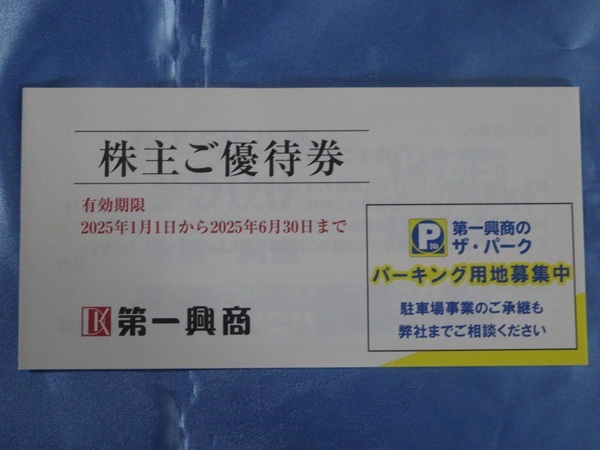 株主ご優待券
有効期限
2025年1月1日から2025年6月30日まで
第一興商
P
第一興商の
ザ・パーク
パーキング用地募集中
駐車場事業のご承継も
弊社までご相談ください